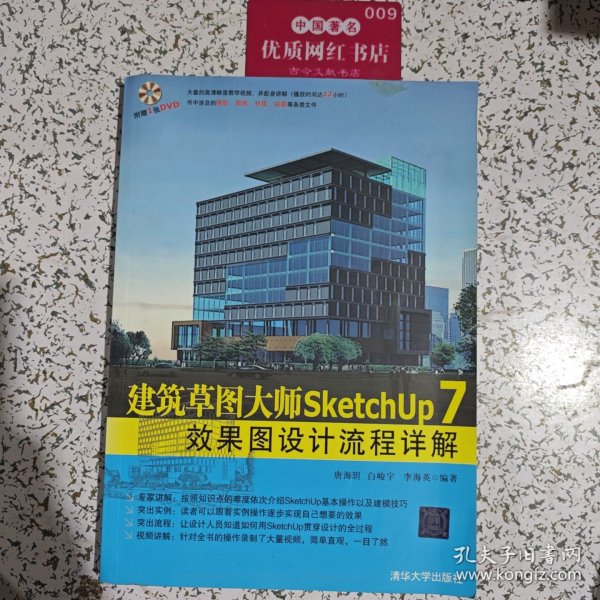 009
中国著名
优质网红书店
古今文献书店
附赠1张DVD
大量的高清晰度教学视频，并配音讲解（播放时间达12小时）
书中涉及的模型、图纸、材质、贴图等各类文件
建筑草图大师SketchUp 7
效果图设计流程详解
唐海玥 白峻宇 李海英 编著
专家讲解：按照知识点的难度依次介绍SketchUp基本操作以及建模技巧
突出实例：读者可以跟着实例操作逐步实现自己想要的效果
突出流程：让设计人员知道如何用SketchUp贯穿设计的全过程
视频讲解：针对全书的操作录制了大量视频，简单直观，一目了然
清华大学出版社
孔夫子旧书网
www.kongfz.com